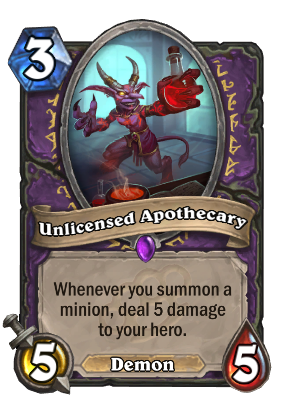 3
Unlicensed Apothecary
Whenever you summon a
minion, deal 5 damage
to your hero.
5
Demon
5